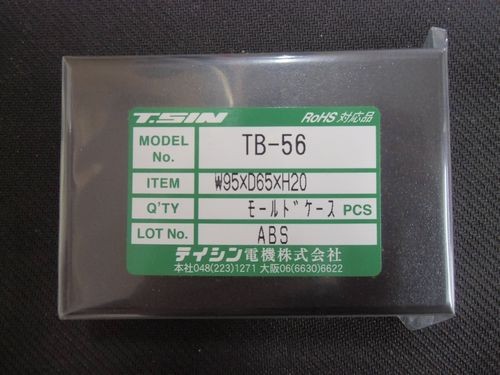 T.SIN RoHS 対応品
MODEL No. TB-56
ITEM W95×D65×H20
Q'TY モールドケース PCS
LOT No. ABS
テイシン電機株式会社
本社048(223)1271 大阪06(6630)6622